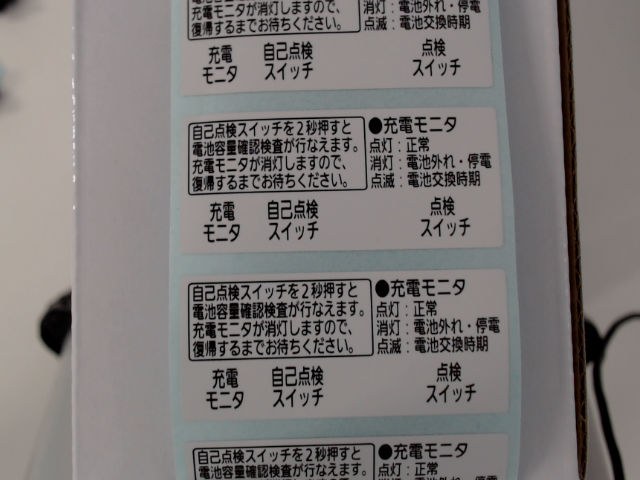 充電モニタが消灯しますので、
復帰するまでお待ちください。
消灯：電池外れ・停電
点滅：電池交換時期
充電
モニタ
自己点検
スイッチ
点検
スイッチ
自己点検スイッチを2秒押すと
電池容量確認検査が行なえます。
充電モニタが消灯しますので、
復帰するまでお待ちください。
●充電モニタ
点灯：正常
消灯：電池外れ・停電
点滅：電池交換時期
充電
モニタ
自己点検
スイッチ
点検
スイッチ
自己点検スイッチを2秒押すと
電池容量確認検査が行なえます。
充電モニタが消灯しますので、
復帰するまでお待ちください。
●充電モニタ
点灯：正常
消灯：電池外れ・停電
点滅：電池交換時期
充電
モニタ
自己点検
スイッチ
点検
スイッチ
自己点検スイッチを2秒押すと
電池容量確認検査が行なえます。
●充電モニタ
点灯：正常